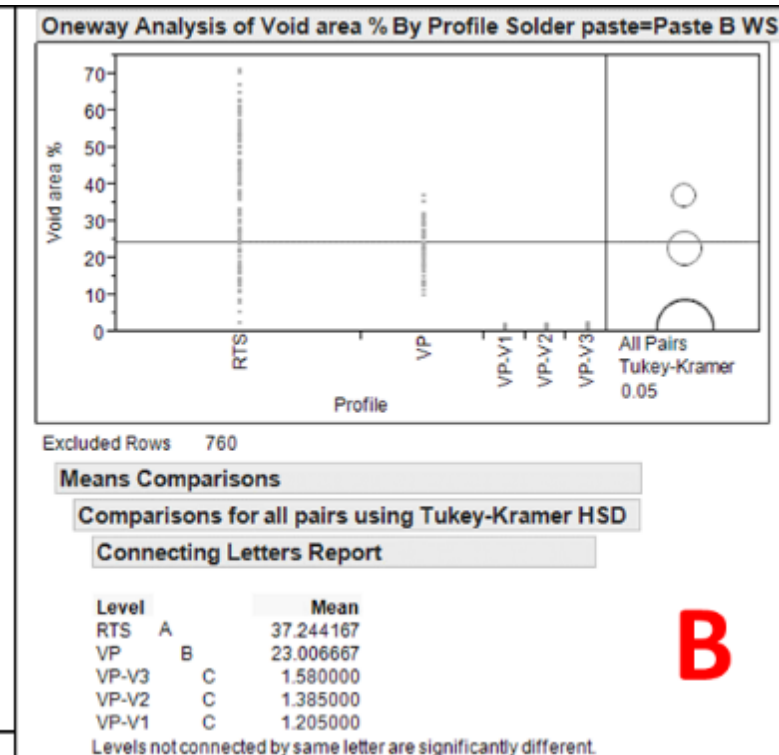 Oneway Analysis of Void area % By Profile Solder paste=Paste B WS
Void area %
70
60
50
40
30
20
10
0
RTS
VP
VP-V1
VP-V2
VP-V3
All Pairs
Tukey-Kramer
0.05
Profile
Excluded Rows 760
Means Comparisons
Comparisons for all pairs using Tukey-Kramer HSD
Connecting Letters Report
Level Mean
RTS A 37.244167
VP B 23.006667
VP-V3 C 1.580000
VP-V2 C 1.385000
VP-V1 C 1.205000
Levels not connected by same letter are significantly different.
B